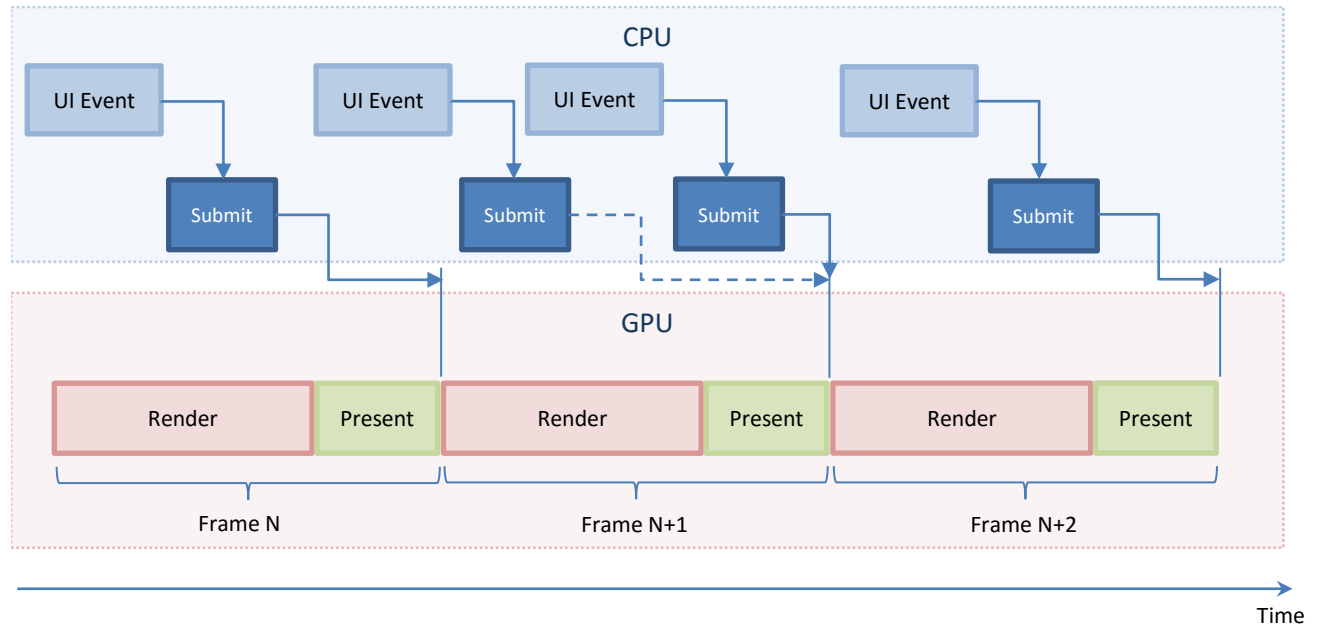 CPU
UI Event
UI Event
UI Event
UI Event
Submit
Submit
Submit
Submit
GPU
Render
Present
Render
Present
Render
Present
Frame N
Frame N+1
Frame N+2
Time